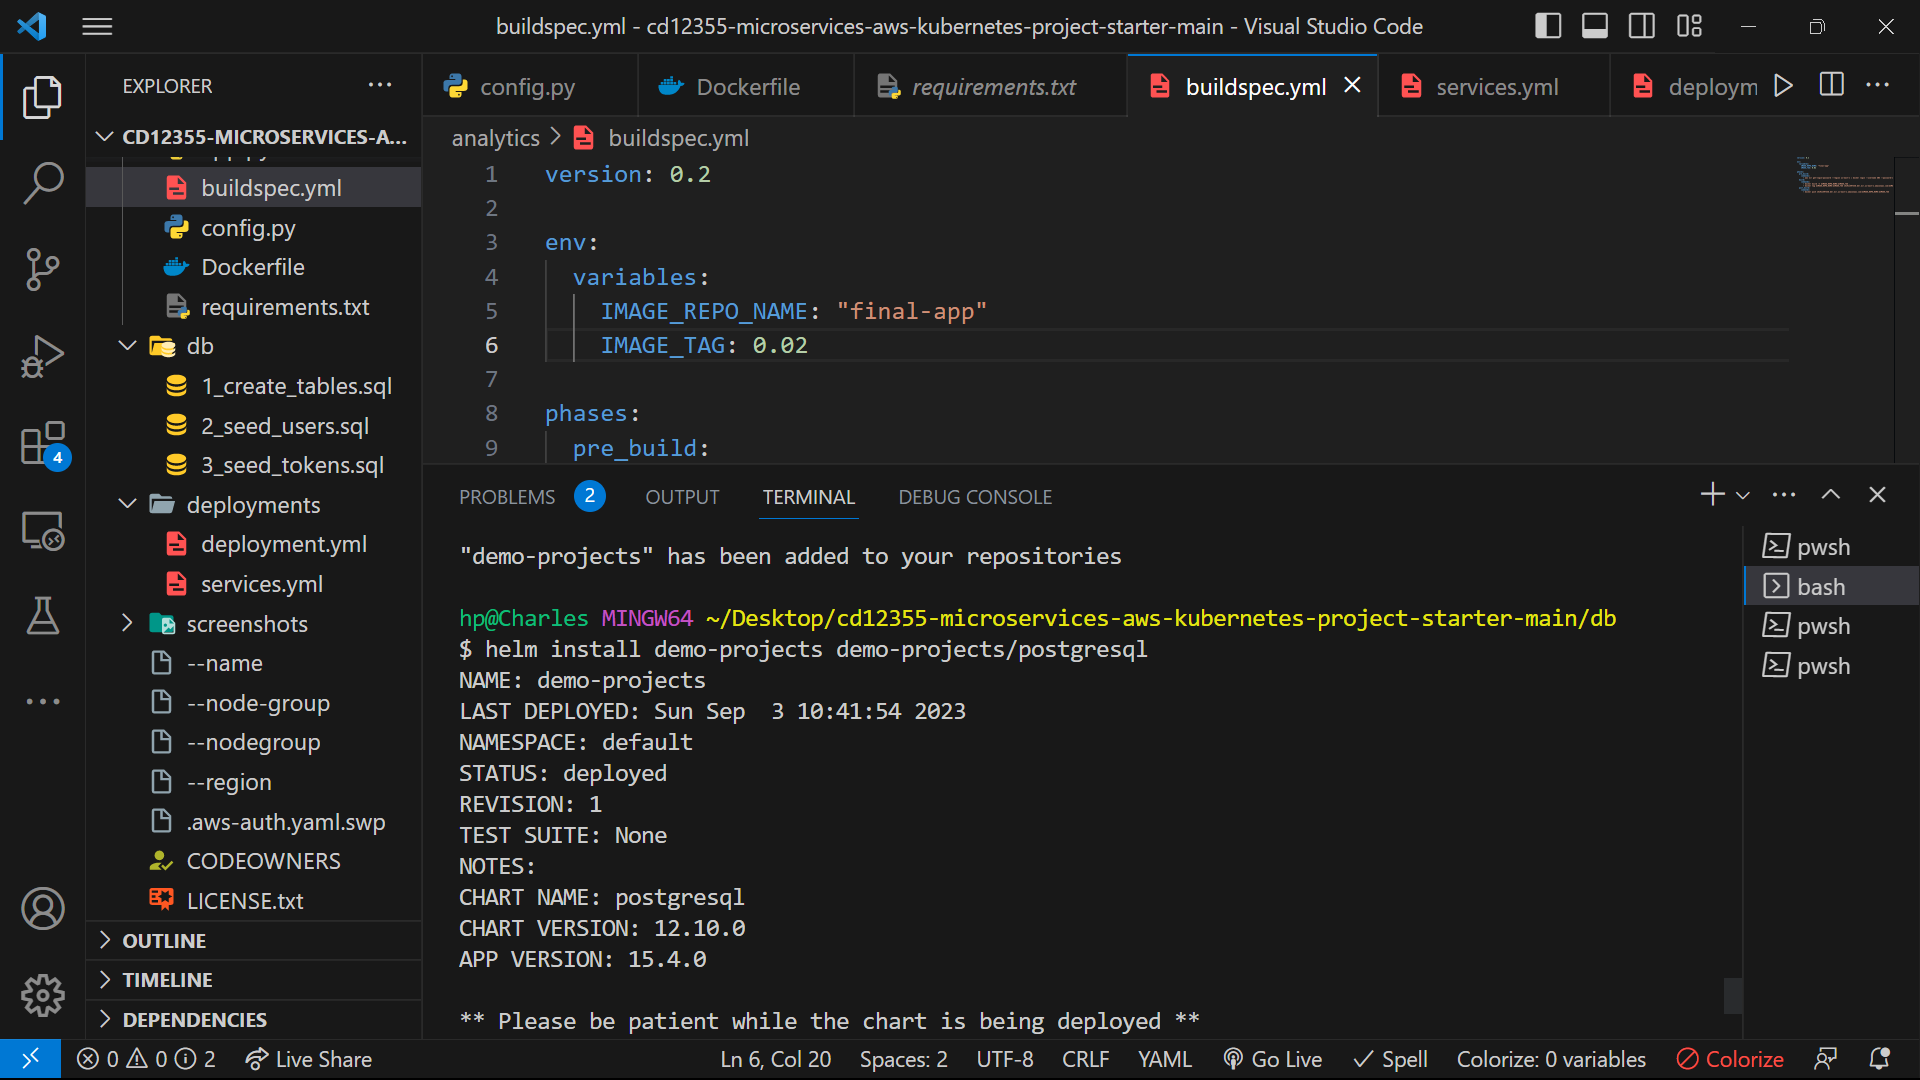 buildspec.yml - cd12355-microservices-aws-kubernetes-project-starter-main - Visual Studio Code
EXPLORER
CD12355-MICROSERVICES-A...
buildspec.yml
config.py
Dockerfile
requirements.txt
db
1_create_tables.sql
2_seed_users.sql
3_seed_tokens.sql
deployments
deployment.yml
services.yml
screenshots
--name
--node-group
--nodegroup
--region
.aws-auth.yaml.swp
CODEOWNERS
LICENSE.txt
OUTLINE
TIMELINE
DEPENDENCIES
4
config.py
Dockerfile
requirements.txt
buildspec.yml
services.yml
deploym
analytics > buildspec.yml
1 version: 0.2
2
3 env:
4 variables:
5 IMAGE_REPO_NAME: "final-app"
6 IMAGE_TAG: 0.02
7
8 phases:
9 pre_build:
PROBLEMS 2 OUTPUT TERMINAL DEBUG CONSOLE
"demo-projects" has been added to your repositories
hp@Charles MINGW64 ~/Desktop/cd12355-microservices-aws-kubernetes-project-starter-main/db
$ helm install demo-projects demo-projects/postgresql
NAME: demo-projects
LAST DEPLOYED: Sun Sep  3 10:41:54 2023
NAMESPACE: default
STATUS: deployed
REVISION: 1
TEST SUITE: None
NOTES:
CHART NAME: postgresql
CHART VERSION: 12.10.0
APP VERSION: 15.4.0
** Please be patient while the chart is being deployed **
pwsh
bash
pwsh
pwsh
0 0 2 Live Share
Ln 6, Col 20 Spaces: 2 UTF-8 CRLF YAML Go Live Spell Colorize: 0 variables Colorize